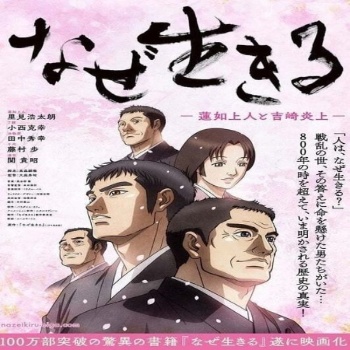 なぜ生きる
蓮如上人と吉崎炎上
里見浩太朗
小西克幸
田中秀幸
藤村 歩
関 貴昭
「人は、なぜ生きる?」
戦乱の世、その答えに命を懸けた男たちがいた…
800年の時を超えて、いま明かされる歴史の真実!
nazeikiru-eiga.com
100万部突破の驚異の書籍『なぜ生きる』遂に映画化